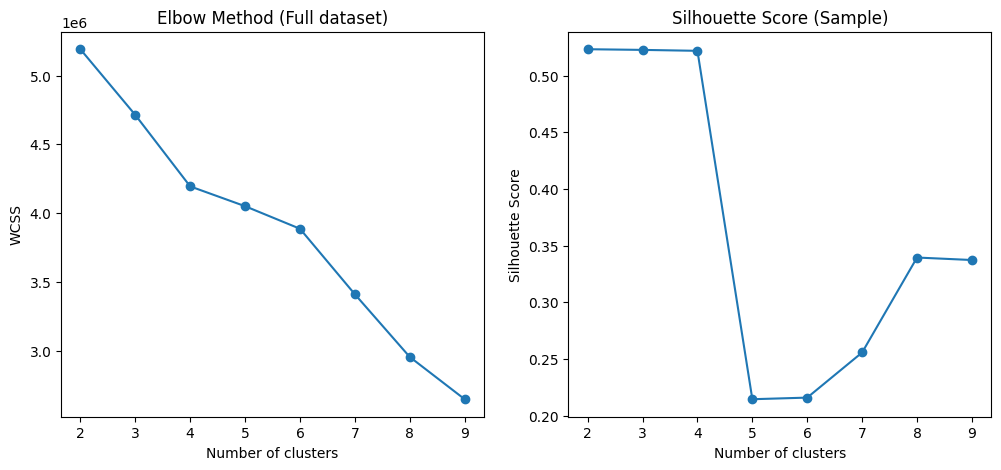 Elbow Method (Full dataset)
1e6
5.0
4.5
4.0
3.5
3.0
WCSS
2 3 4 5 6 7 8 9
Number of clusters
Silhouette Score (Sample)
0.50
0.45
0.40
0.35
0.30
0.25
0.20
Silhouette Score
2 3 4 5 6 7 8 9
Number of clusters